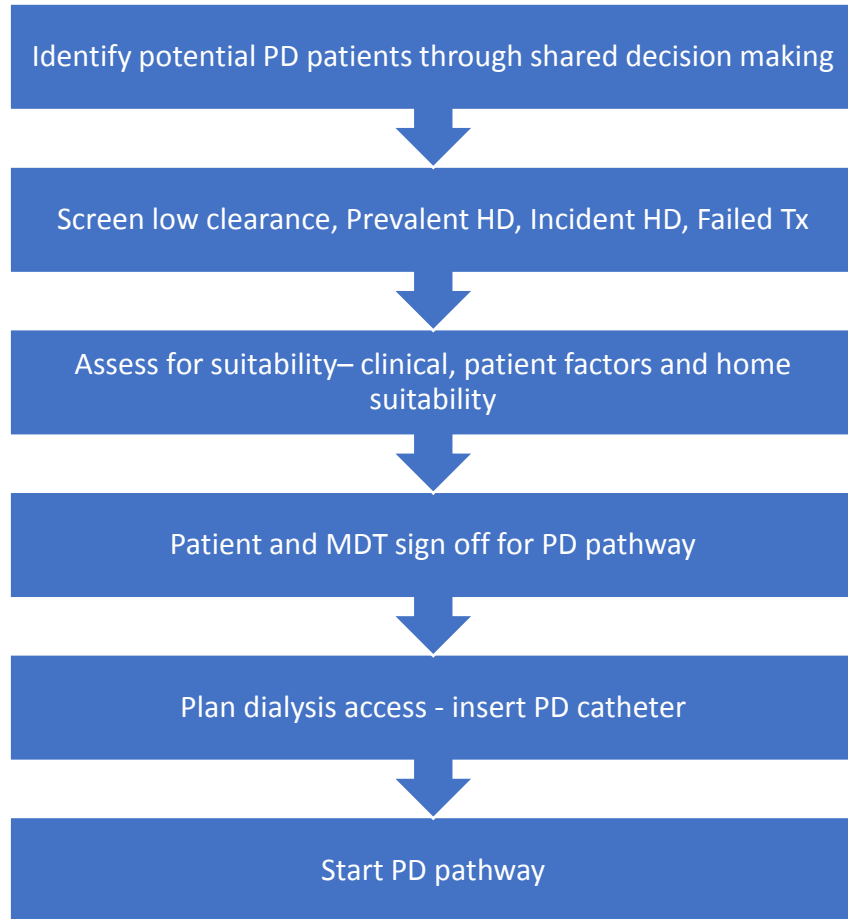 Identify potential PD patients through shared decision making
Screen low clearance, Prevalent HD, Incident HD, Failed Tx
Assess for suitability– clinical, patient factors and home
suitability
Patient and MDT sign off for PD pathway
Plan dialysis access - insert PD catheter
Start PD pathway